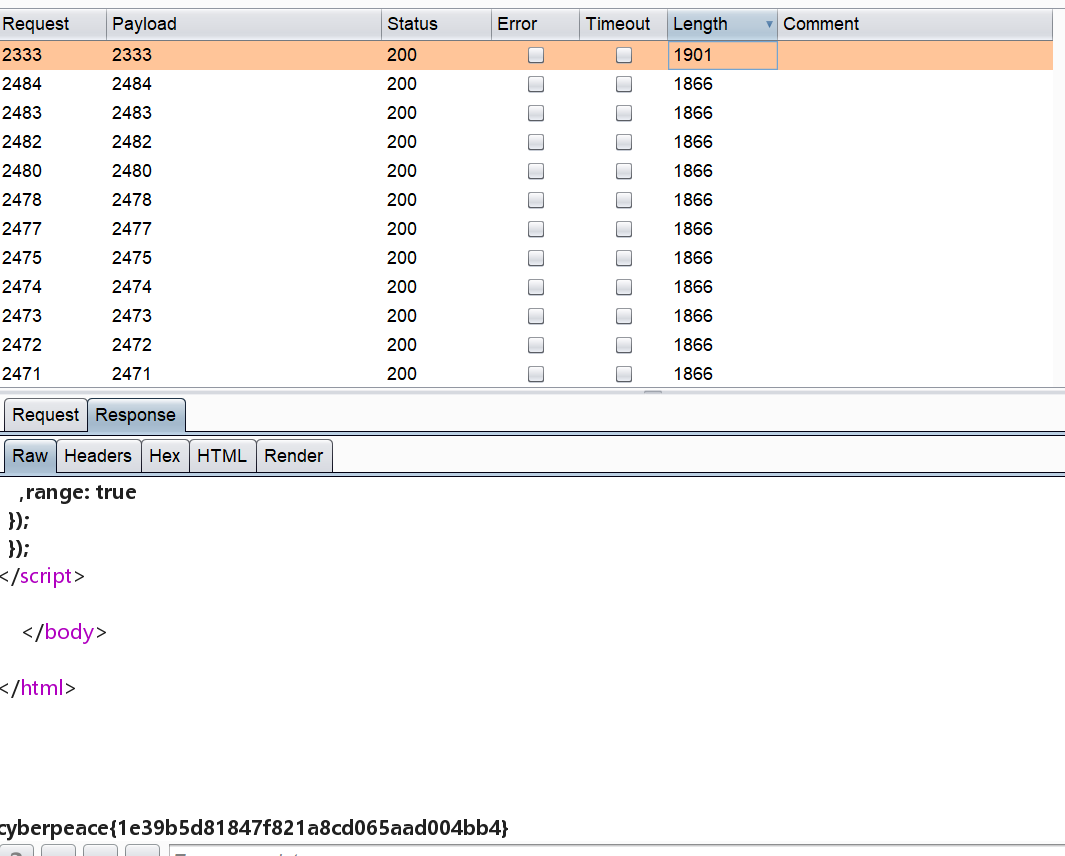 Request Payload Status Error Timeout Length Comment
2333 2333 200 1901
2484 2484 200 1866
2483 2483 200 1866
2482 2482 200 1866
2480 2480 200 1866
2478 2478 200 1866
2477 2477 200 1866
2475 2475 200 1866
2474 2474 200 1866
2473 2473 200 1866
2472 2472 200 1866
2471 2471 200 1866
Request Response
Raw Headers Hex HTML Render
,range: true
});
});
</script>
</body>
</html>
cyberpeace{1e39b5d81847f821a8cd065aad004bb4}